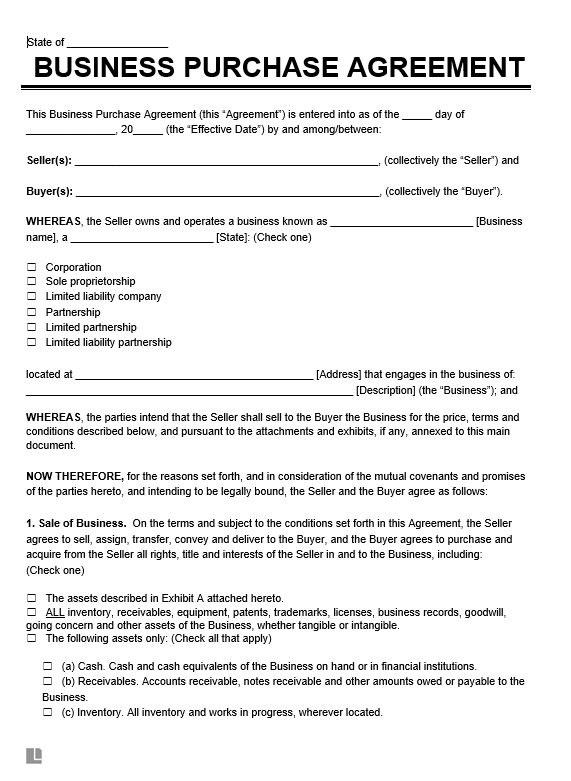 State of _________________
BUSINESS PURCHASE AGREEMENT
This Business Purchase Agreement (this “Agreement”) is entered into as of the _____ day of
_______________, 20_____ (the “Effective Date”) by and among/between:
Seller(s): ___________________________________________________, (collectively the “Seller”) and
Buyer(s): ___________________________________________________, (collectively the “Buyer”).
WHEREAS, the Seller owns and operates a business known as ________________________ [Business
name], a ________________________ [State]: (Check one)
☐ Corporation
☐ Sole proprietorship
☐ Limited liability company
☐ Partnership
☐ Limited partnership
☐ Limited liability partnership
located at ________________________________________ [Address] that engages in the business of:
_______________________________________________________ [Description] (the “Business”); and
WHEREAS, the parties intend that the Seller shall sell to the Buyer the Business for the price, terms and
conditions described below, and pursuant to the attachments and exhibits, if any, annexed to this main
document.
NOW THEREFORE, for the reasons set forth, and in consideration of the mutual covenants and promises
of the parties hereto, and intending to be legally bound, the Seller and the Buyer agree as follows:
1. Sale of Business. On the terms and subject to the conditions set forth in this Agreement, the Seller
agrees to sell, assign, transfer, convey and deliver to the Buyer, and the Buyer agrees to purchase and
acquire from the Seller all rights, title and interests of the Seller in and to the Business, including:
(Check one)
☐ The assets described in Exhibit A attached hereto.
☐ ALL inventory, receivables, equipment, patents, trademarks, licenses, business records, goodwill,
going concern and other assets of the Business, whether tangible or intangible.
☐ The following assets only: (Check all that apply)
☐ (a) Cash. Cash and cash equivalents of the Business on hand or in financial institutions.
☐ (b) Receivables. Accounts receivable, notes receivable and other amounts owed or payable to the
Business.
☐ (c) Inventory. All inventory and works in progress, wherever located.